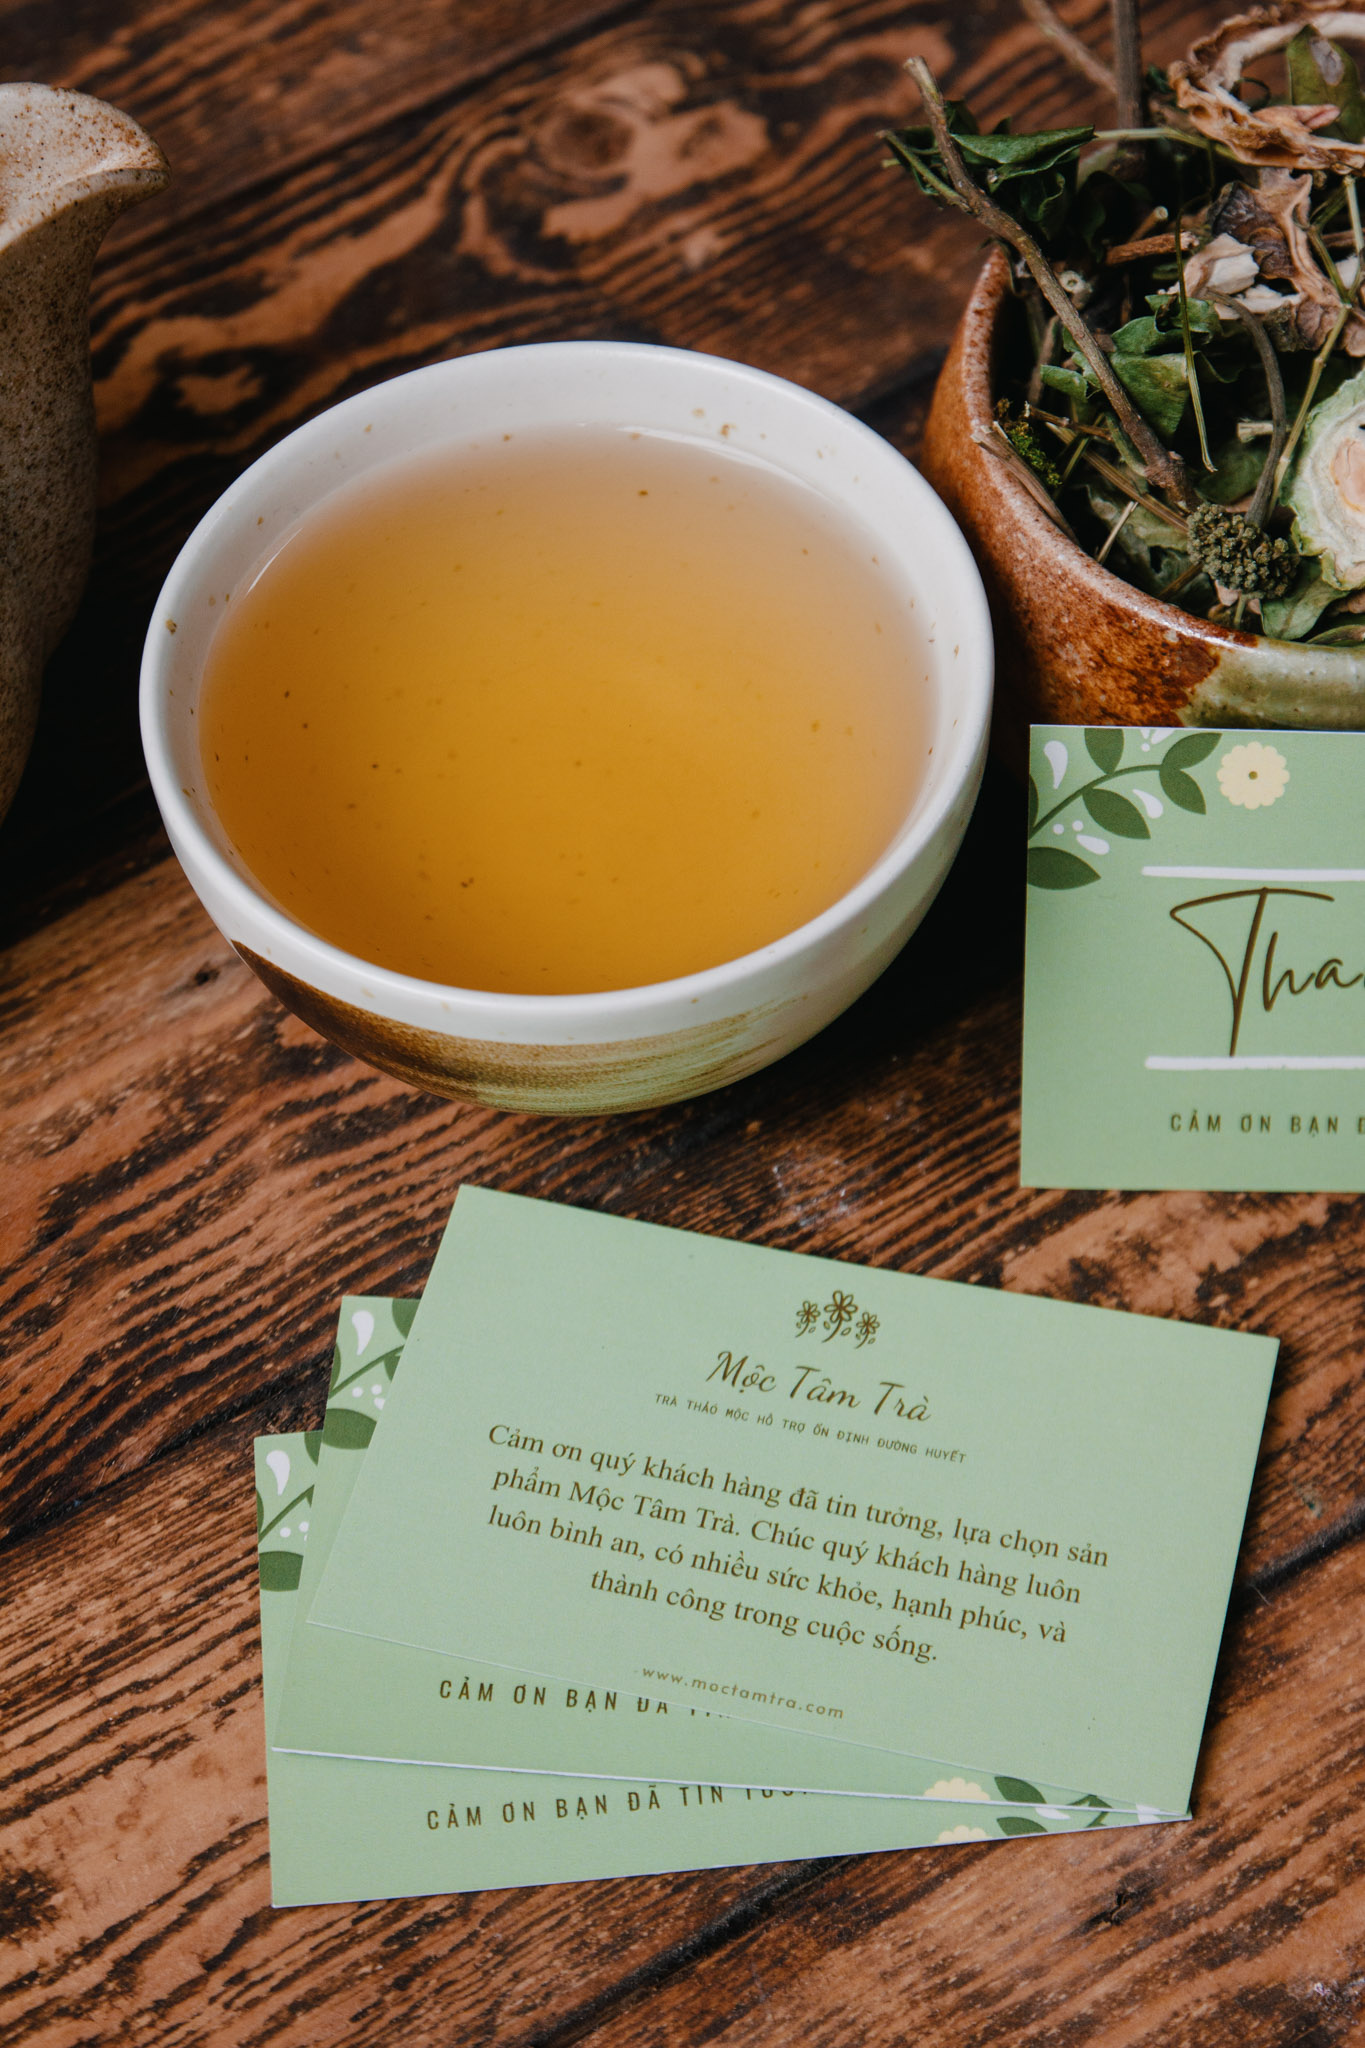 Tha
CẢM ƠN BẠN
Mộc Tâm Trà
TRÀ THẢO MỘC HỖ TRỢ ỔN ĐỊNH ĐƯỜNG HUYẾT
Cảm ơn quý khách hàng đã tin tưởng, lựa chọn sản
phẩm Mộc Tâm Trà. Chúc quý khách hàng luôn
luôn bình an, có nhiều sức khỏe, hạnh phúc, và
thành công trong cuộc sống.
www.moctamtra.com
CẢM ƠN BẠN ĐÃ
CẢM ƠN BẠN ĐÃ TIN